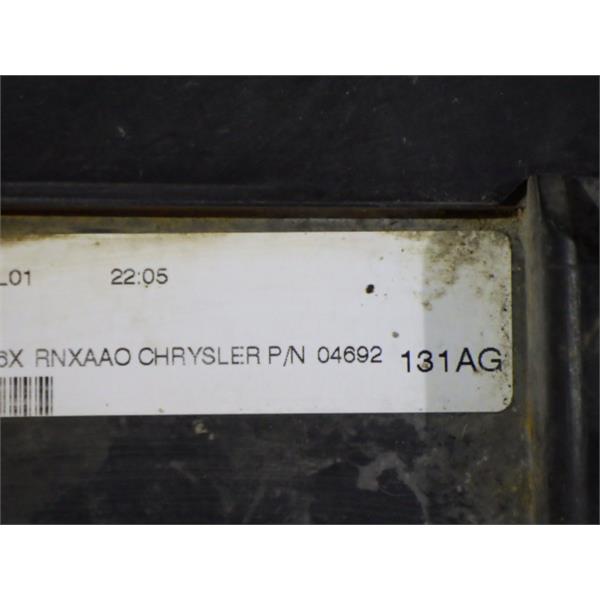 L01 22:05
6X RNXAAO CHRYSLER P/N 04692 131AG